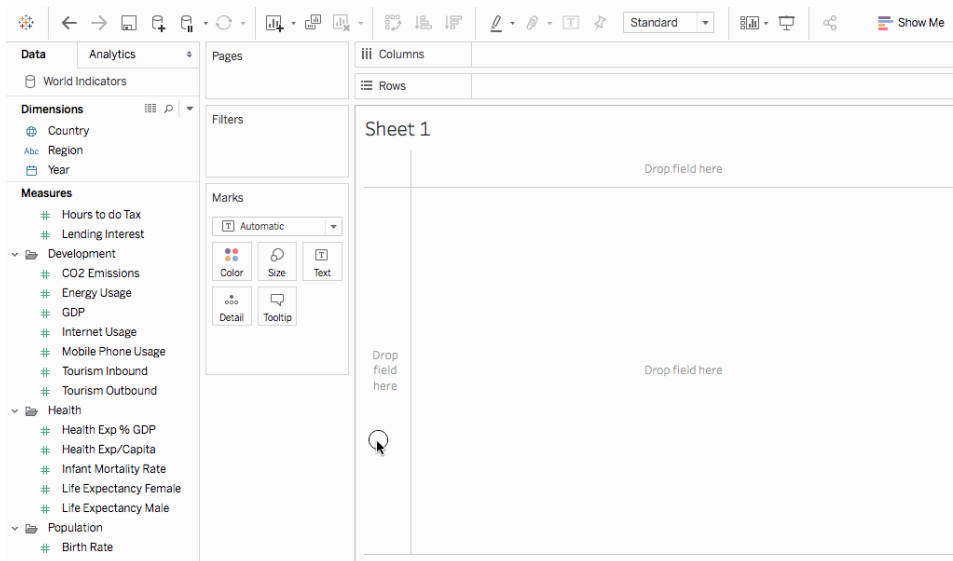 Standard
Show Me
Data
Analytics
World Indicators
Dimensions
Country
Abc Region
Year
Measures
Hours to do Tax
Lending Interest
Development
CO2 Emissions
Energy Usage
GDP
Internet Usage
Mobile Phone Usage
Tourism Inbound
Tourism Outbound
Health
Health Exp % GDP
Health Exp/Capita
Infant Mortality Rate
Life Expectancy Female
Life Expectancy Male
Population
Birth Rate
Pages
Filters
Marks
T Automatic
Color
Size
Text
Detail
Tooltip
Columns
Rows
Sheet 1
Drop field here
Drop
field
here
Drop field here